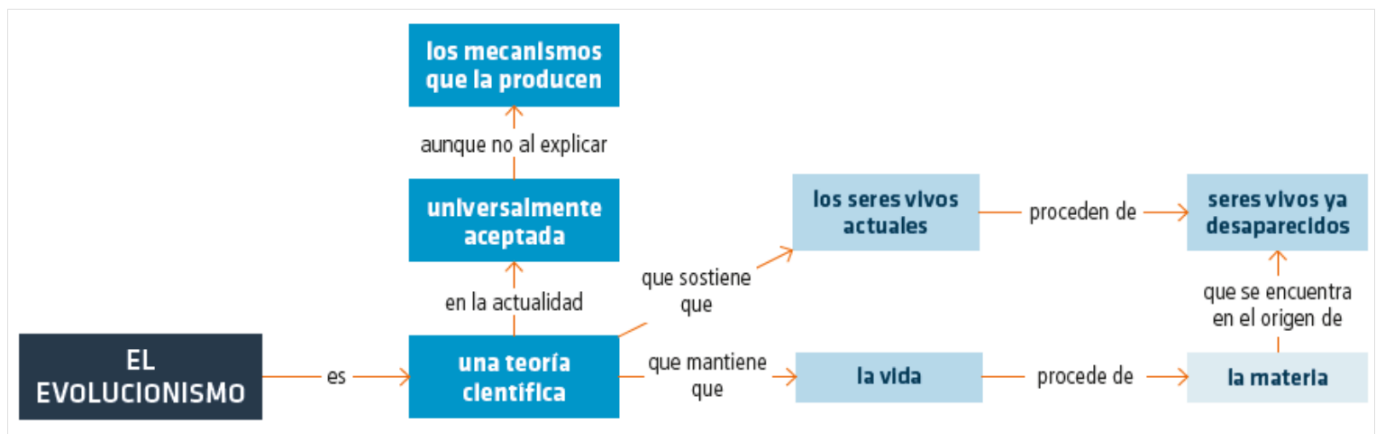 los mecanismos
que la producen
aunque no al explicar
universalmente
aceptada
en la actualidad
EL
EVOLUCIONISMO
es
una teoría
científica
que sostiene
que
los seres vivos
actuales
proceden de
seres vivos ya
desaparecidos
que mantiene
que
la vida
procede de
la materia
que se encuentra
en el origen de